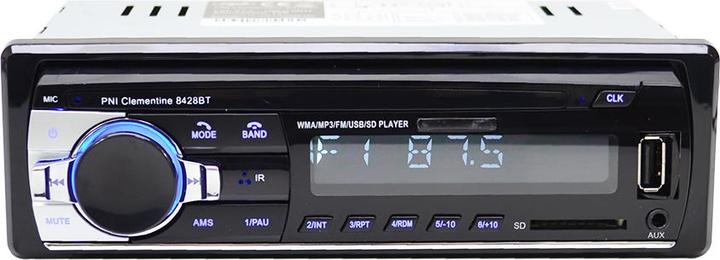 MIC
PNI Clementine 8428BT
CLK
MODE
BAND
WMA/MP3/FM/USB/SD PLAYER
F1 87.5
IR
MUTE
AMS
1/PAU
2/INT
3/RPT
4/RDM
5/-10
6/+10
SD
AUX